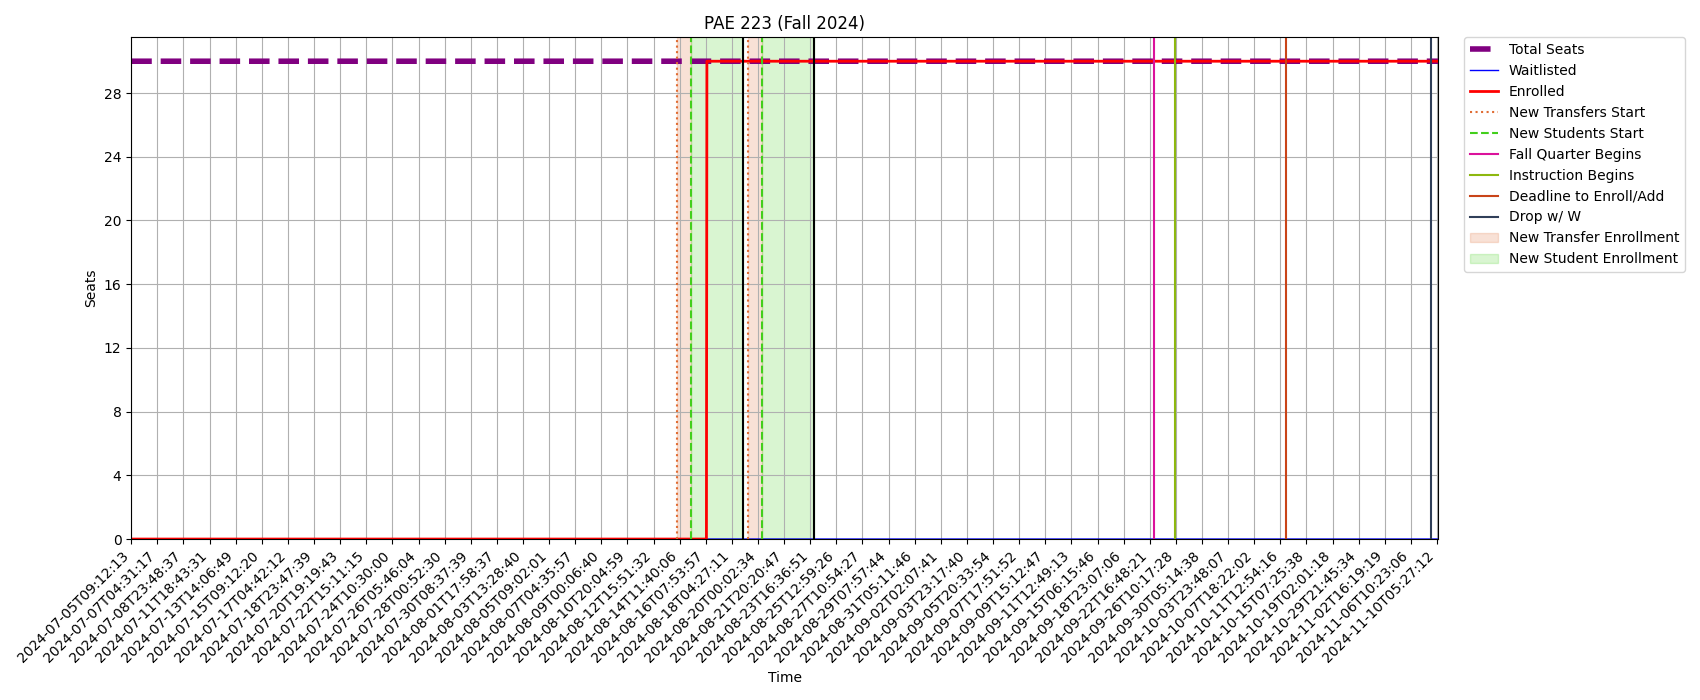 PAE 223 (Fall 2024)
Total Seats
Waitlisted
Enrolled
New Transfers Start
New Students Start
Fall Quarter Begins
Instruction Begins
Deadline to Enroll/Add
Drop w/ W
New Transfer Enrollment
New Student Enrollment
Seats
28
24
20
16
12
8
4
0
2024-07-05T09:12:13
2024-07-07T04:31:17
2024-07-08T23:48:37
2024-07-11T18:43:31
2024-07-13T14:06:49
2024-07-15T09:12:20
2024-07-17T04:42:12
2024-07-18T23:47:39
2024-07-20T19:19:43
2024-07-22T15:11:15
2024-07-24T10:30:00
2024-07-26T05:46:04
2024-07-28T00:52:30
2024-07-30T08:37:39
2024-08-01T17:58:37
2024-08-03T13:28:40
2024-08-05T09:02:01
2024-08-07T04:35:57
2024-08-09T00:06:40
2024-08-10T20:04:59
2024-08-12T15:51:32
2024-08-14T11:40:06
2024-08-16T07:53:57
2024-08-18T04:27:11
2024-08-20T00:02:34
2024-08-21T20:20:47
2024-08-23T16:36:51
2024-08-25T12:59:26
2024-08-27T10:54:27
2024-08-29T07:57:44
2024-08-31T05:11:46
2024-09-02T02:07:41
2024-09-03T23:17:40
2024-09-05T20:33:54
2024-09-07T17:51:52
2024-09-09T15:12:47
2024-09-11T12:49:13
2024-09-15T06:15:46
2024-09-18T23:07:06
2024-09-22T16:48:21
2024-09-26T10:17:28
2024-09-30T05:14:38
2024-10-03T23:48:07
2024-10-07T18:22:02
2024-10-11T12:54:16
2024-10-15T07:25:38
2024-10-19T02:01:18
2024-10-29T21:45:34
2024-11-02T16:19:19
2024-11-06T10:23:06
2024-11-10T05:27:12
Time